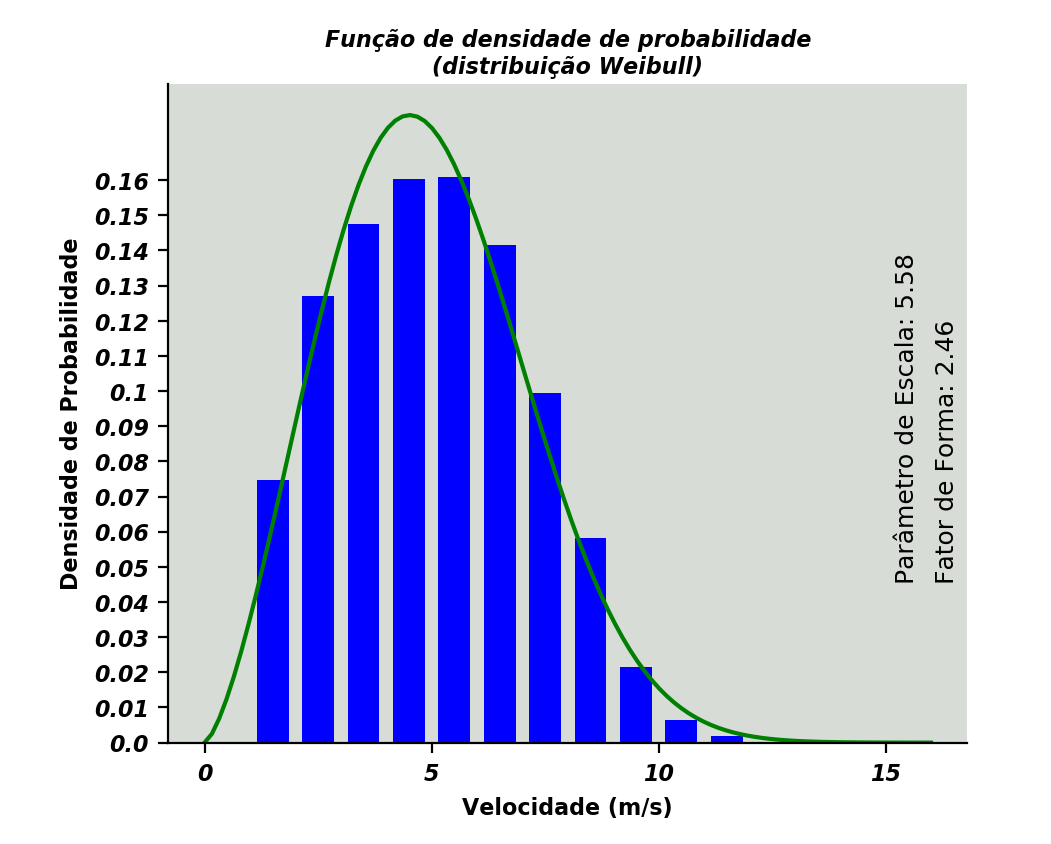 Função de densidade de probabilidade
(distribuição Weibull)
Densidade de Probabilidade
0.16
0.15
0.14
0.13
0.12
0.11
0.1
0.09
0.08
0.07
0.06
0.05
0.04
0.03
0.02
0.01
0.0
Parâmetro de Escala: 5.58
Fator de Forma: 2.46
0 5 10 15
Velocidade (m/s)